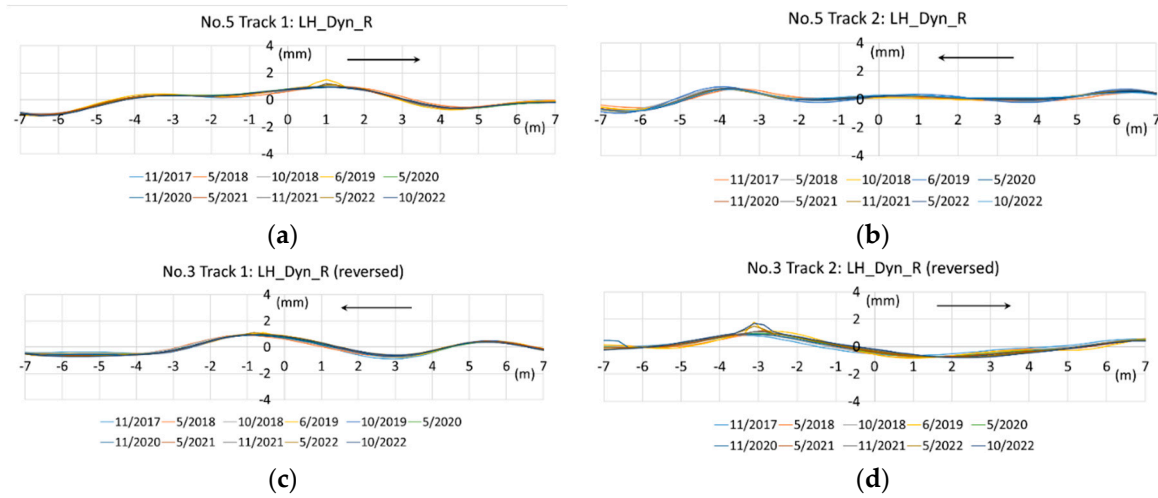 No.5 Track 1: LH_Dyn_R
(mm)
4
2
0
-7 -6 -5 -4 -3 -2 -1 0 1 2 3 4 5 6 7
-2
(m)
-4
11/2017 5/2018 10/2018 6/2019 5/2020
11/2020 5/2021 11/2021 5/2022 10/2022
(a)
No.5 Track 2: LH_Dyn_R
(mm)
4
2
0
-7 -6 -5 -4 -3 -2 -1 0 1 2 3 4 5 6 7
-2
(m)
-4
11/2017 5/2018 10/2018 6/2019 5/2020
11/2020 5/2021 11/2021 5/2022 10/2022
(b)
No.3 Track 1: LH_Dyn_R (reversed)
(mm)
4
2
0
-7 -6 -5 -4 -3 -2 -1 0 1 2 3 4 5 6 7
-2
(m)
-4
11/2017 5/2018 10/2018 6/2019 10/2019 5/2020
11/2020 5/2021 11/2021 5/2022 10/2022
(c)
No.3 Track 2: LH_Dyn_R (reversed)
(mm)
4
2
0
-7 -6 -5 -4 -3 -2 -1 0 1 2 3 4 5 6 7
-2
(m)
-4
11/2017 5/2018 10/2018 6/2019 5/2020
11/2020 5/2021 11/2021 5/2022 10/2022
(d)